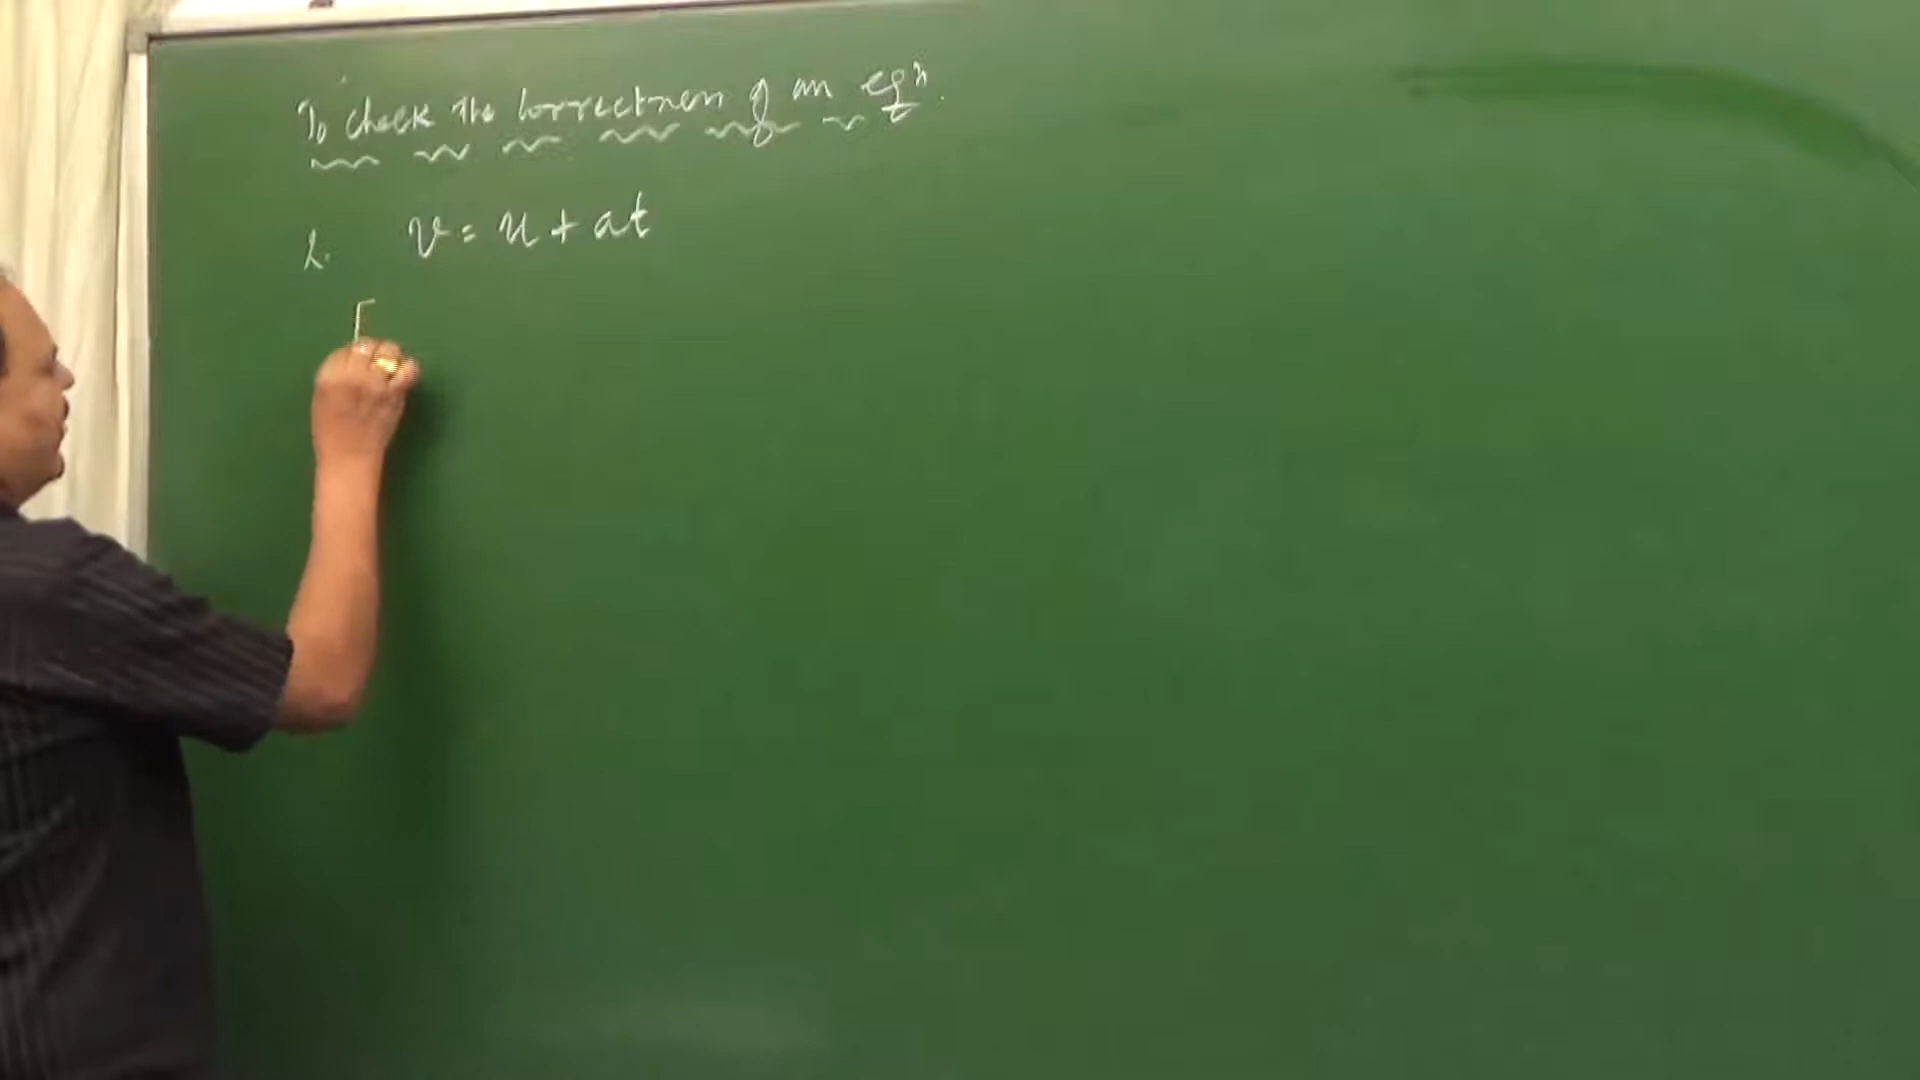 To check the correctness of an eqn.
1. v = u + at
[